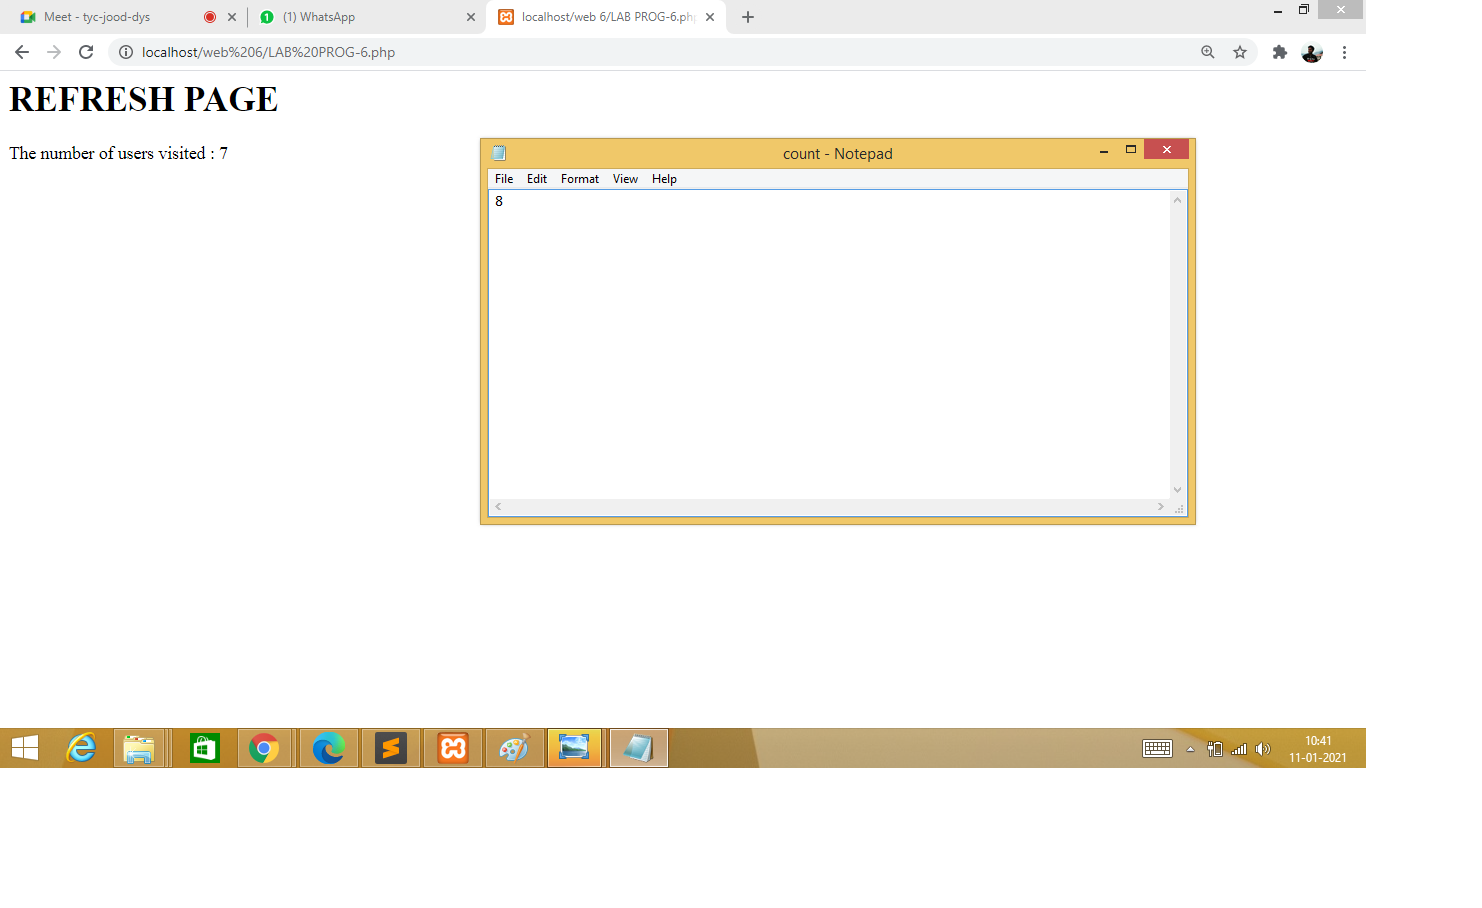 Meet - tyc-jood-dys
1
(1) WhatsApp
localhost/web 6/LAB PROG-6.ph
localhost/web%206/LAB%20PROG-6.php
REFRESH PAGE
The number of users visited : 7
count - Notepad
File Edit Format View Help
8
10:41
11-01-2021